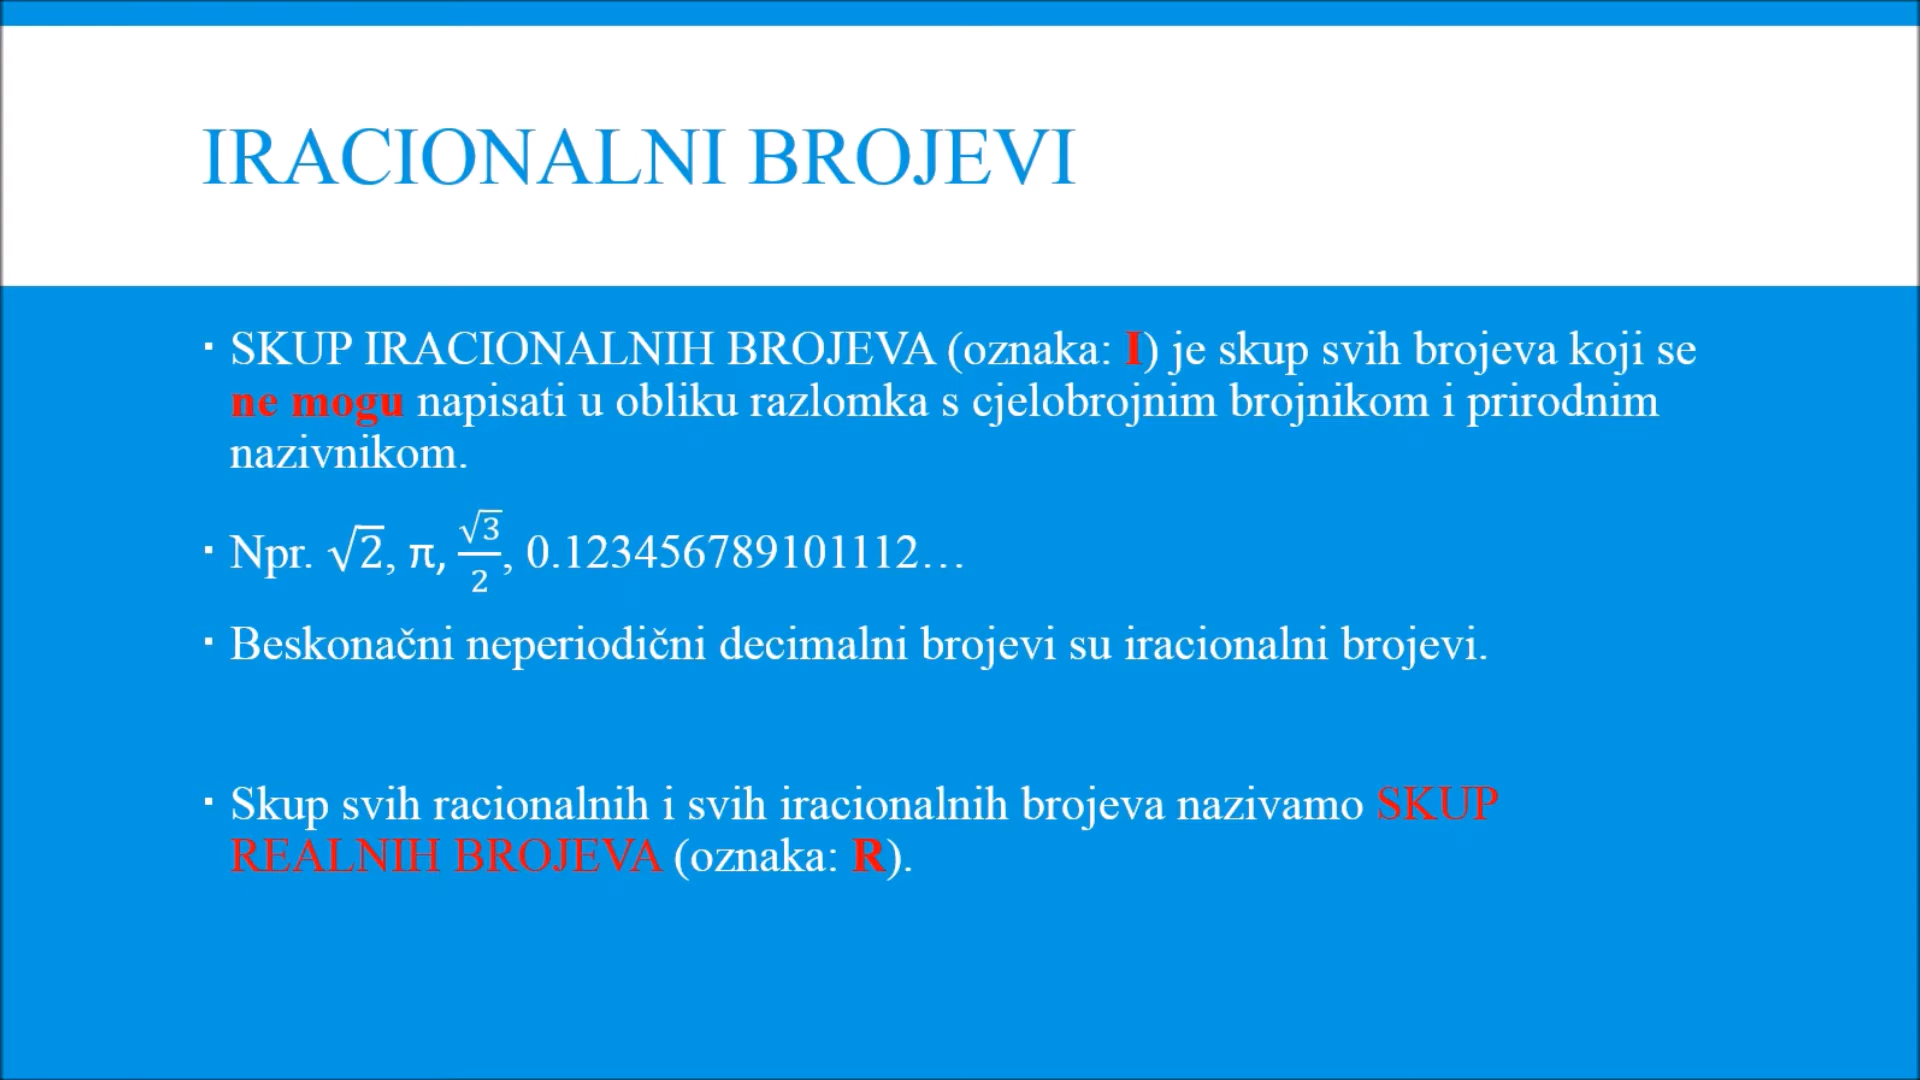 IRACIONALNI BROJEVI
▪ SKUP IRACIONALNIH BROJEVA (oznaka: I) je skup svih brojeva koji se
ne mogu napisati u obliku razlomka s cjelobrojnim brojnikom i prirodnim
nazivnikom.
▪ Npr. √2, π, √3/2, 0.123456789101112…
▪ Beskonačni neperiodični decimalni brojevi su iracionalni brojevi.
▪ Skup svih racionalnih i svih iracionalnih brojeva nazivamo SKUP
REALNIH BROJEVA (oznaka: R).